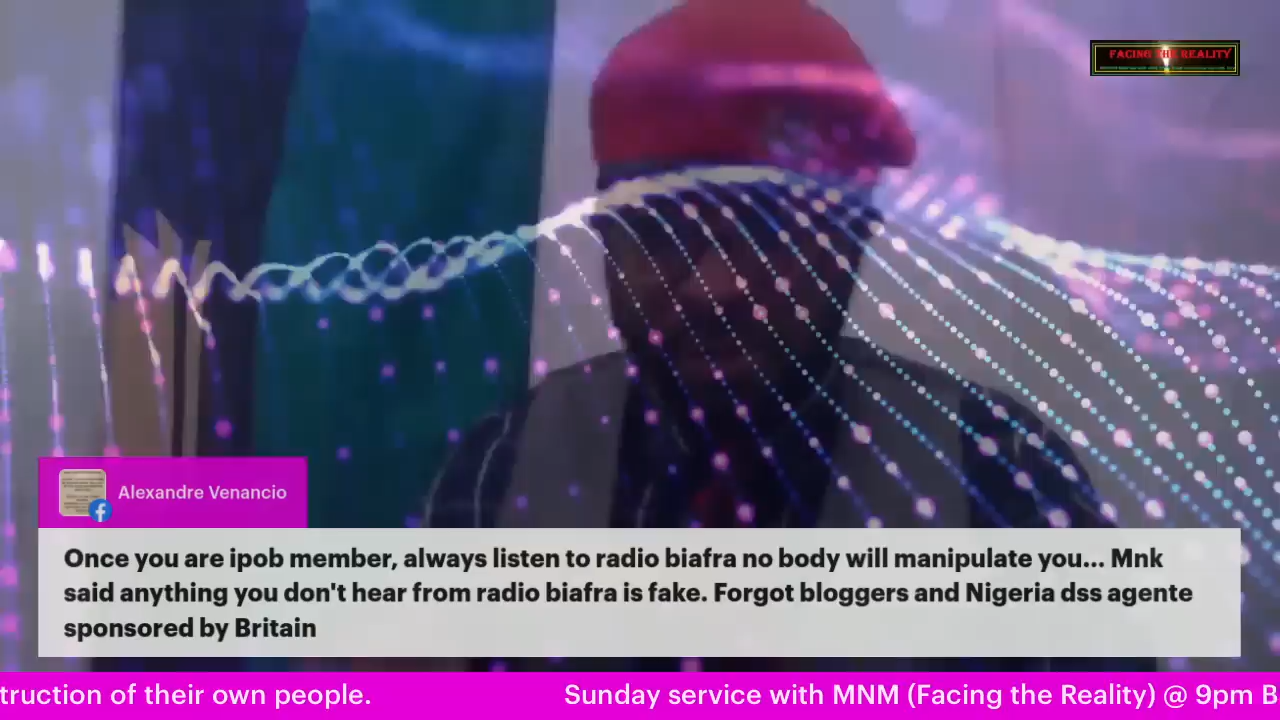 FACING THE REALITY
Alexandre Venancio
Once you are ipob member, always listen to radio biafra no body will manipulate you... Mnk
said anything you don't hear from radio biafra is fake. Forgot bloggers and Nigeria dss agente
sponsored by Britain
truction of their own people. Sunday service with MNM (Facing the Reality) @ 9pm B